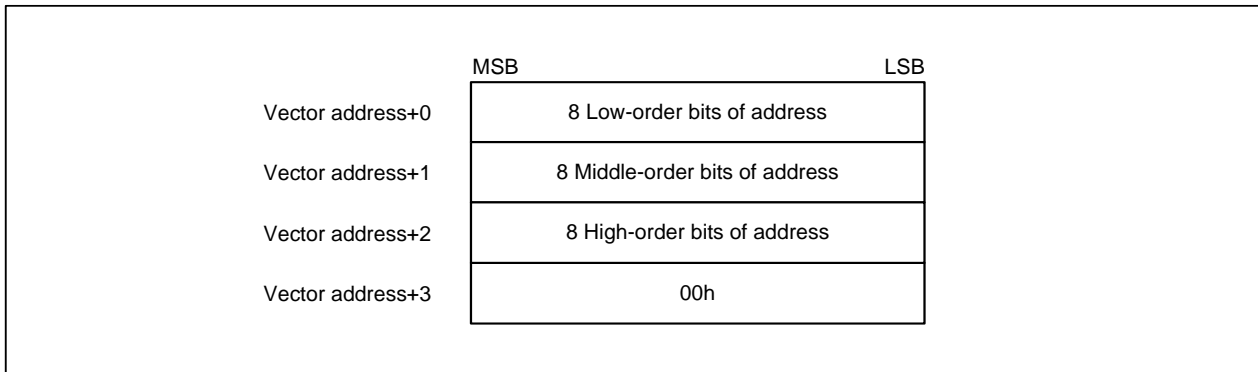 MSB LSB
Vector address+0 8 Low-order bits of address
Vector address+1 8 Middle-order bits of address
Vector address+2 8 High-order bits of address
Vector address+3 00h